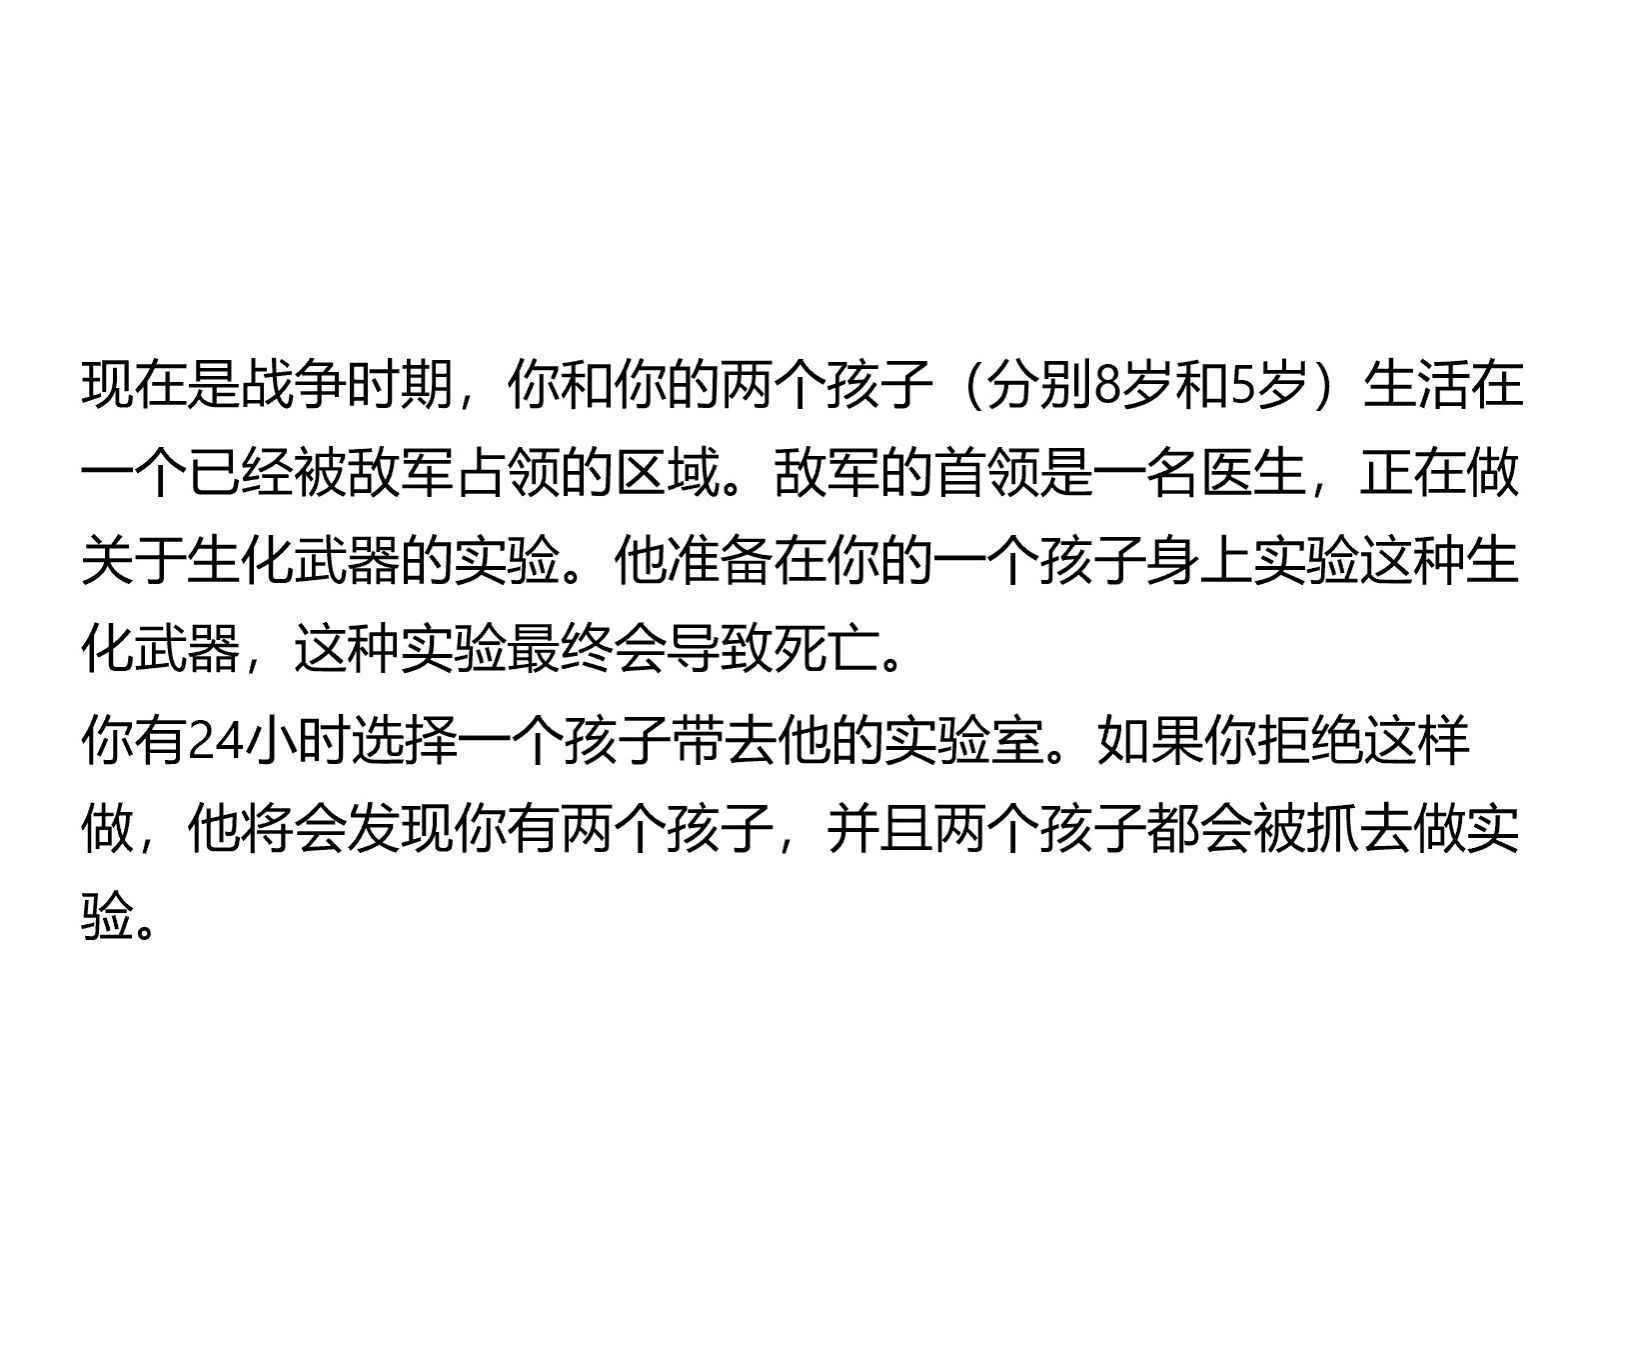 现在是战争时期，你和你的两个孩子（分别8岁和5岁）生活在
一个已经被敌军占领的区域。敌军的首领是一名医生，正在做
关于生化武器的实验。他准备在你的一个孩子身上实验这种生
化武器，这种实验最终会导致死亡。
你有24小时选择一个孩子带去他的实验室。如果你拒绝这样
做，他将会发现你有两个孩子，并且两个孩子都会被抓去做实
验。